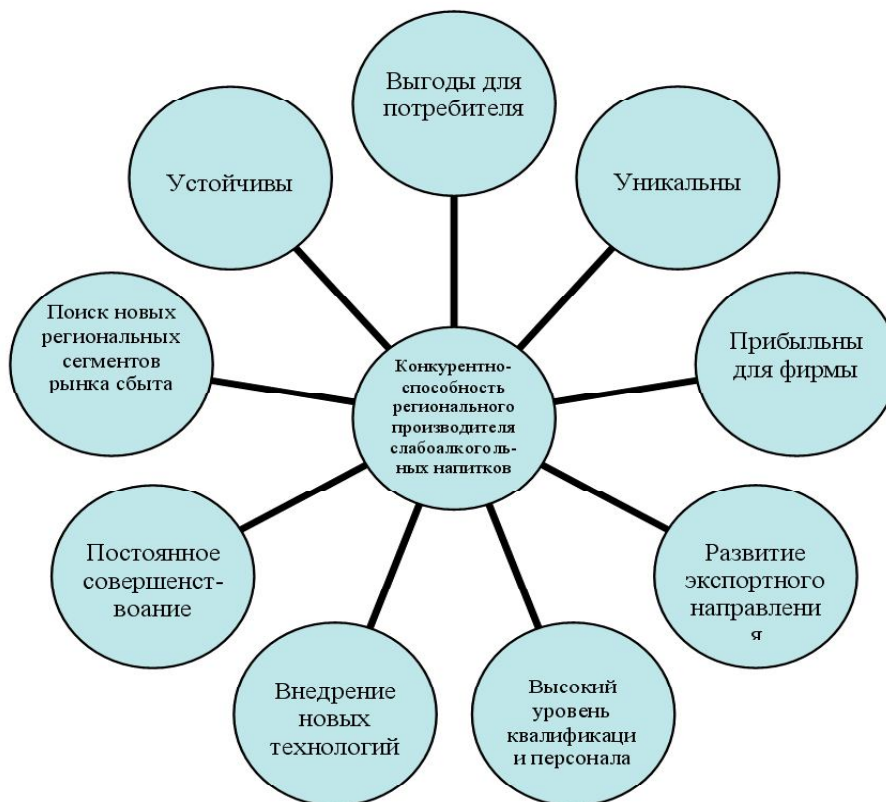 Выгоды для
потребителя
Устойчивы
Уникальны
Поиск новых
региональных
сегментов
рынка сбыта
Конкурентно-
способность
регионального
производителя
слабоалкоголь-
ных напитков
Прибыльны
для фирмы
Постоянное
совершенст-
воание
Развитие
экспортного
направлени
я
Внедрение
новых
технологий
Высокий
уровень
квалификаци
и персонала